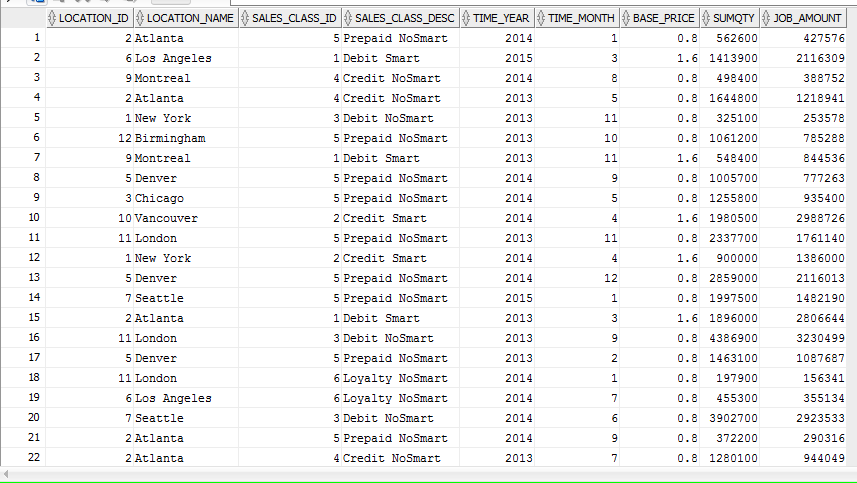 LOCATION_ID LOCATION_NAME SALES_CLASS_ID SALES_CLASS_DESC TIME_YEAR TIME_MONTH BASE_PRICE SUMQTY JOB_AMOUNT
1 2 Atlanta 5 Prepaid NoSmart 2014 1 0.8 562600 427576
2 6 Los Angeles 1 Debit Smart 2015 3 1.6 1413900 2116309
3 9 Montreal 4 Credit NoSmart 2014 8 0.8 498400 388752
4 2 Atlanta 4 Credit NoSmart 2013 5 0.8 1644800 1218941
5 1 New York 3 Debit NoSmart 2013 11 0.8 325100 253578
6 12 Birmingham 5 Prepaid NoSmart 2013 10 0.8 1061200 785288
7 9 Montreal 1 Debit Smart 2013 11 1.6 548400 844536
8 5 Denver 5 Prepaid NoSmart 2014 9 0.8 1005700 777263
9 3 Chicago 5 Prepaid NoSmart 2014 5 0.8 1255800 935400
10 10 Vancouver 2 Credit Smart 2014 4 1.6 1980500 2988726
11 11 London 5 Prepaid NoSmart 2013 11 0.8 2337700 1761140
12 1 New York 2 Credit Smart 2014 4 1.6 900000 1386000
13 5 Denver 5 Prepaid NoSmart 2014 12 0.8 2859000 2116013
14 7 Seattle 5 Prepaid NoSmart 2015 1 0.8 1997500 1482190
15 2 Atlanta 1 Debit Smart 2013 3 1.6 1896000 2806644
16 11 London 3 Debit NoSmart 2013 9 0.8 4386900 3230499
17 5 Denver 5 Prepaid NoSmart 2013 2 0.8 1463100 1087687
18 11 London 6 Loyalty NoSmart 2014 1 0.8 197900 156341
19 6 Los Angeles 6 Loyalty NoSmart 2014 7 0.8 455300 355134
20 7 Seattle 3 Debit NoSmart 2014 6 0.8 3902700 2923533
21 2 Atlanta 5 Prepaid NoSmart 2014 9 0.8 372200 290316
22 2 Atlanta 4 Credit NoSmart 2013 7 0.8 1280100 944049